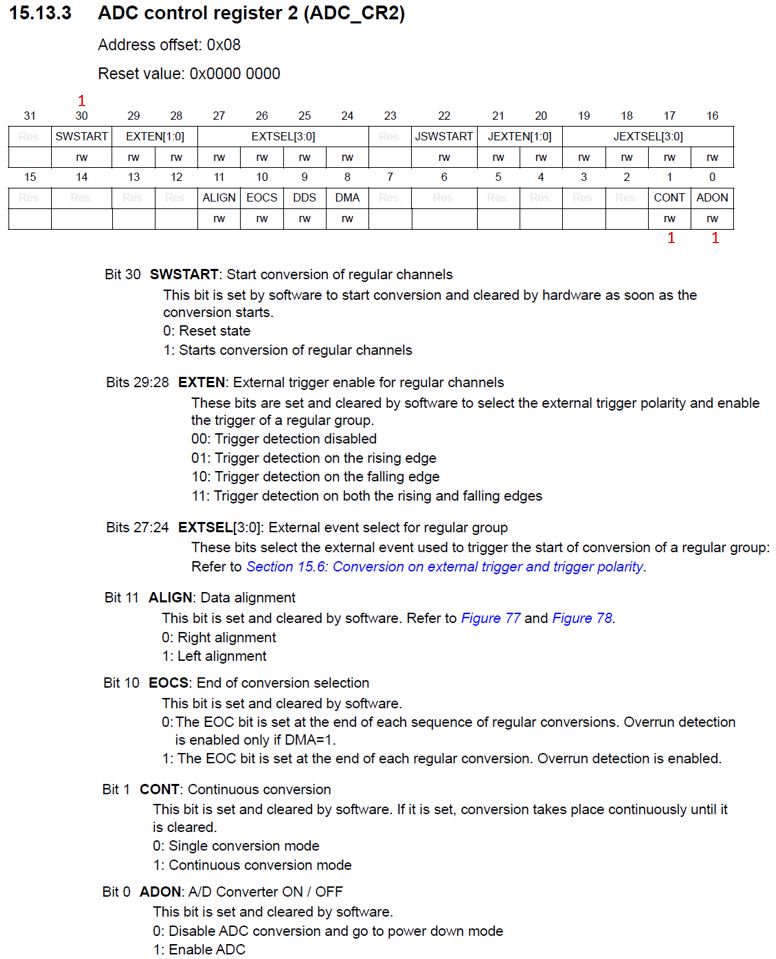 15.13.3 ADC control register 2 (ADC_CR2)
Address offset: 0x08
Reset value: 0x0000 0000
1
31 30 29 28 27 26 25 24 23 22 21 20 19 18 17 16
Res. SWSTART EXTEN[1:0] EXTSEL[3:0] Res. JSWSTART JEXTEN[1:0] JEXTSEL[3:0]
rw rw rw rw rw rw rw rw rw rw rw rw rw rw
15 14 13 12 11 10 9 8 7 6 5 4 3 2 1 0
Res. Res. Res. Res. ALIGN EOCS DDS DMA Res. Res. Res. Res. Res. Res. CONT ADON
rw rw rw rw rw rw
1 1
Bit 30 SWSTART: Start conversion of regular channels
This bit is set by software to start conversion and cleared by hardware as soon as the
conversion starts.
0: Reset state
1: Starts conversion of regular channels
Bits 29:28 EXTEN: External trigger enable for regular channels
These bits are set and cleared by software to select the external trigger polarity and enable
the trigger of a regular group.
00: Trigger detection disabled
01: Trigger detection on the rising edge
10: Trigger detection on the falling edge
11: Trigger detection on both the rising and falling edges
Bits 27:24 EXTSEL[3:0]: External event select for regular group
These bits select the external event used to trigger the start of conversion of a regular group:
Refer to Section 15.6: Conversion on external trigger and trigger polarity.
Bit 11 ALIGN: Data alignment
This bit is set and cleared by software. Refer to Figure 77 and Figure 78.
0: Right alignment
1: Left alignment
Bit 10 EOCS: End of conversion selection
This bit is set and cleared by software.
0:The EOC bit is set at the end of each sequence of regular conversions. Overrun detection
is enabled only if DMA=1.
1: The EOC bit is set at the end of each regular conversion. Overrun detection is enabled.
Bit 1 CONT: Continuous conversion
This bit is set and cleared by software. If it is set, conversion takes place continuously until it
is cleared.
0: Single conversion mode
1: Continuous conversion mode
Bit 0 ADON: A/D Converter ON / OFF
This bit is set and cleared by software.
0: Disable ADC conversion and go to power down mode
1: Enable ADC